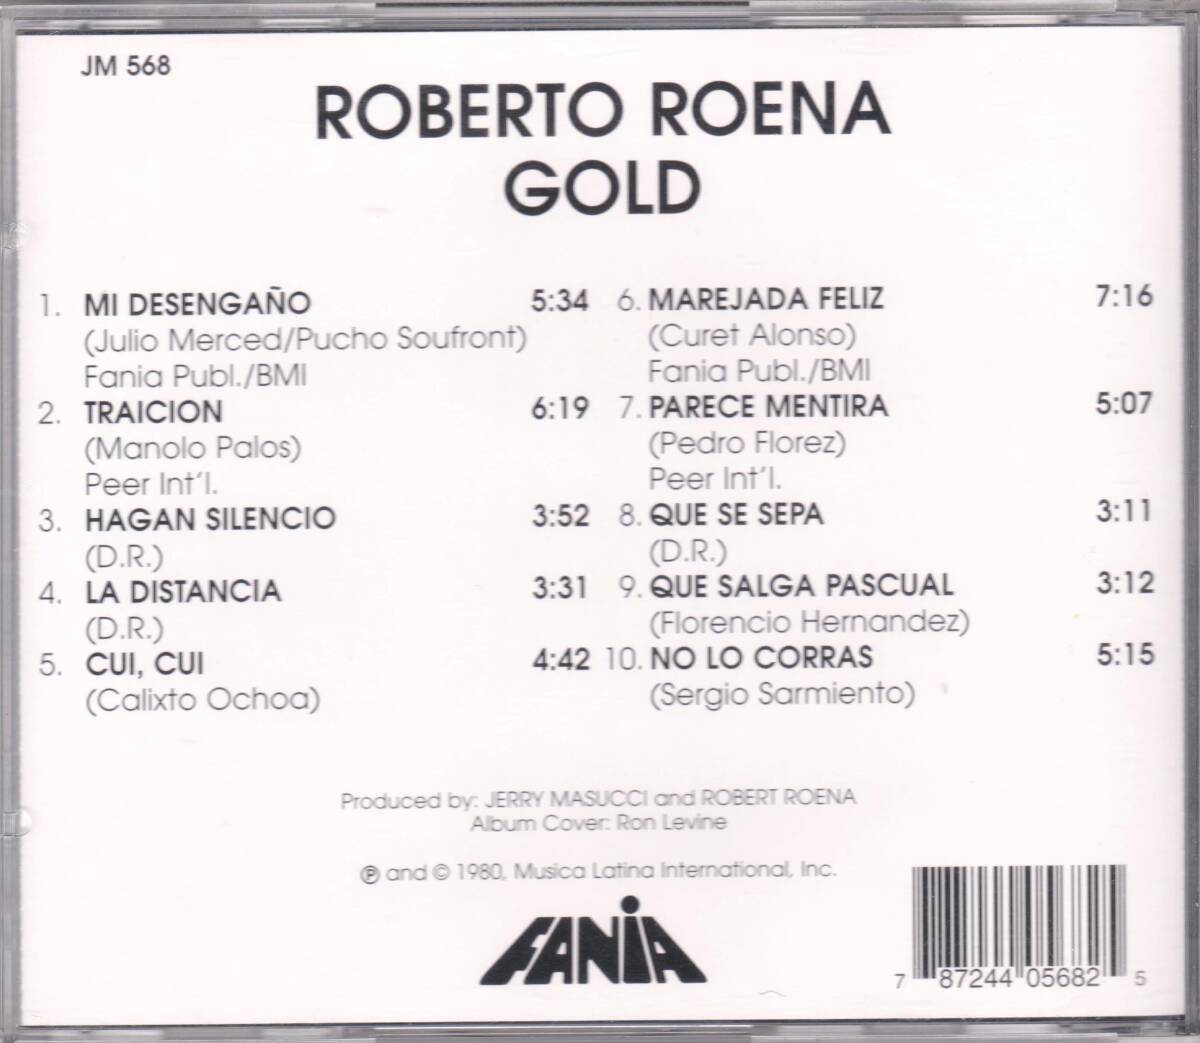 JM 568
ROBERTO ROENA
GOLD
1. MI DESENGAÑO 5:34
(Julio Merced/Pucho Soufront)
Fania Publ./BMI
2. TRAICION 6:19
(Manolo Palos)
Peer Int'l.
3. HAGAN SILENCIO 3:52
(D.R.)
4. LA DISTANCIA 3:31
(D.R.)
5. CUI, CUI 4:42
(Calixto Ochoa)
6. MAREJADA FELIZ 7:16
(Curet Alonso)
Fania Publ./BMI
7. PARECE MENTIRA 5:07
(Pedro Florez)
Peer Int'l.
8. QUE SE SEPA 3:11
(D.R.)
9. QUE SALGA PASCUAL 3:12
(Florencio Hernandez)
10. NO LO CORRAS 5:15
(Sergio Sarmiento)
Produced by: JERRY MASUCCI and ROBERT ROENA
Album Cover: Ron Levine
℗ and © 1980, Musica Latina International, Inc.
FANIA
7 87244 05682 5